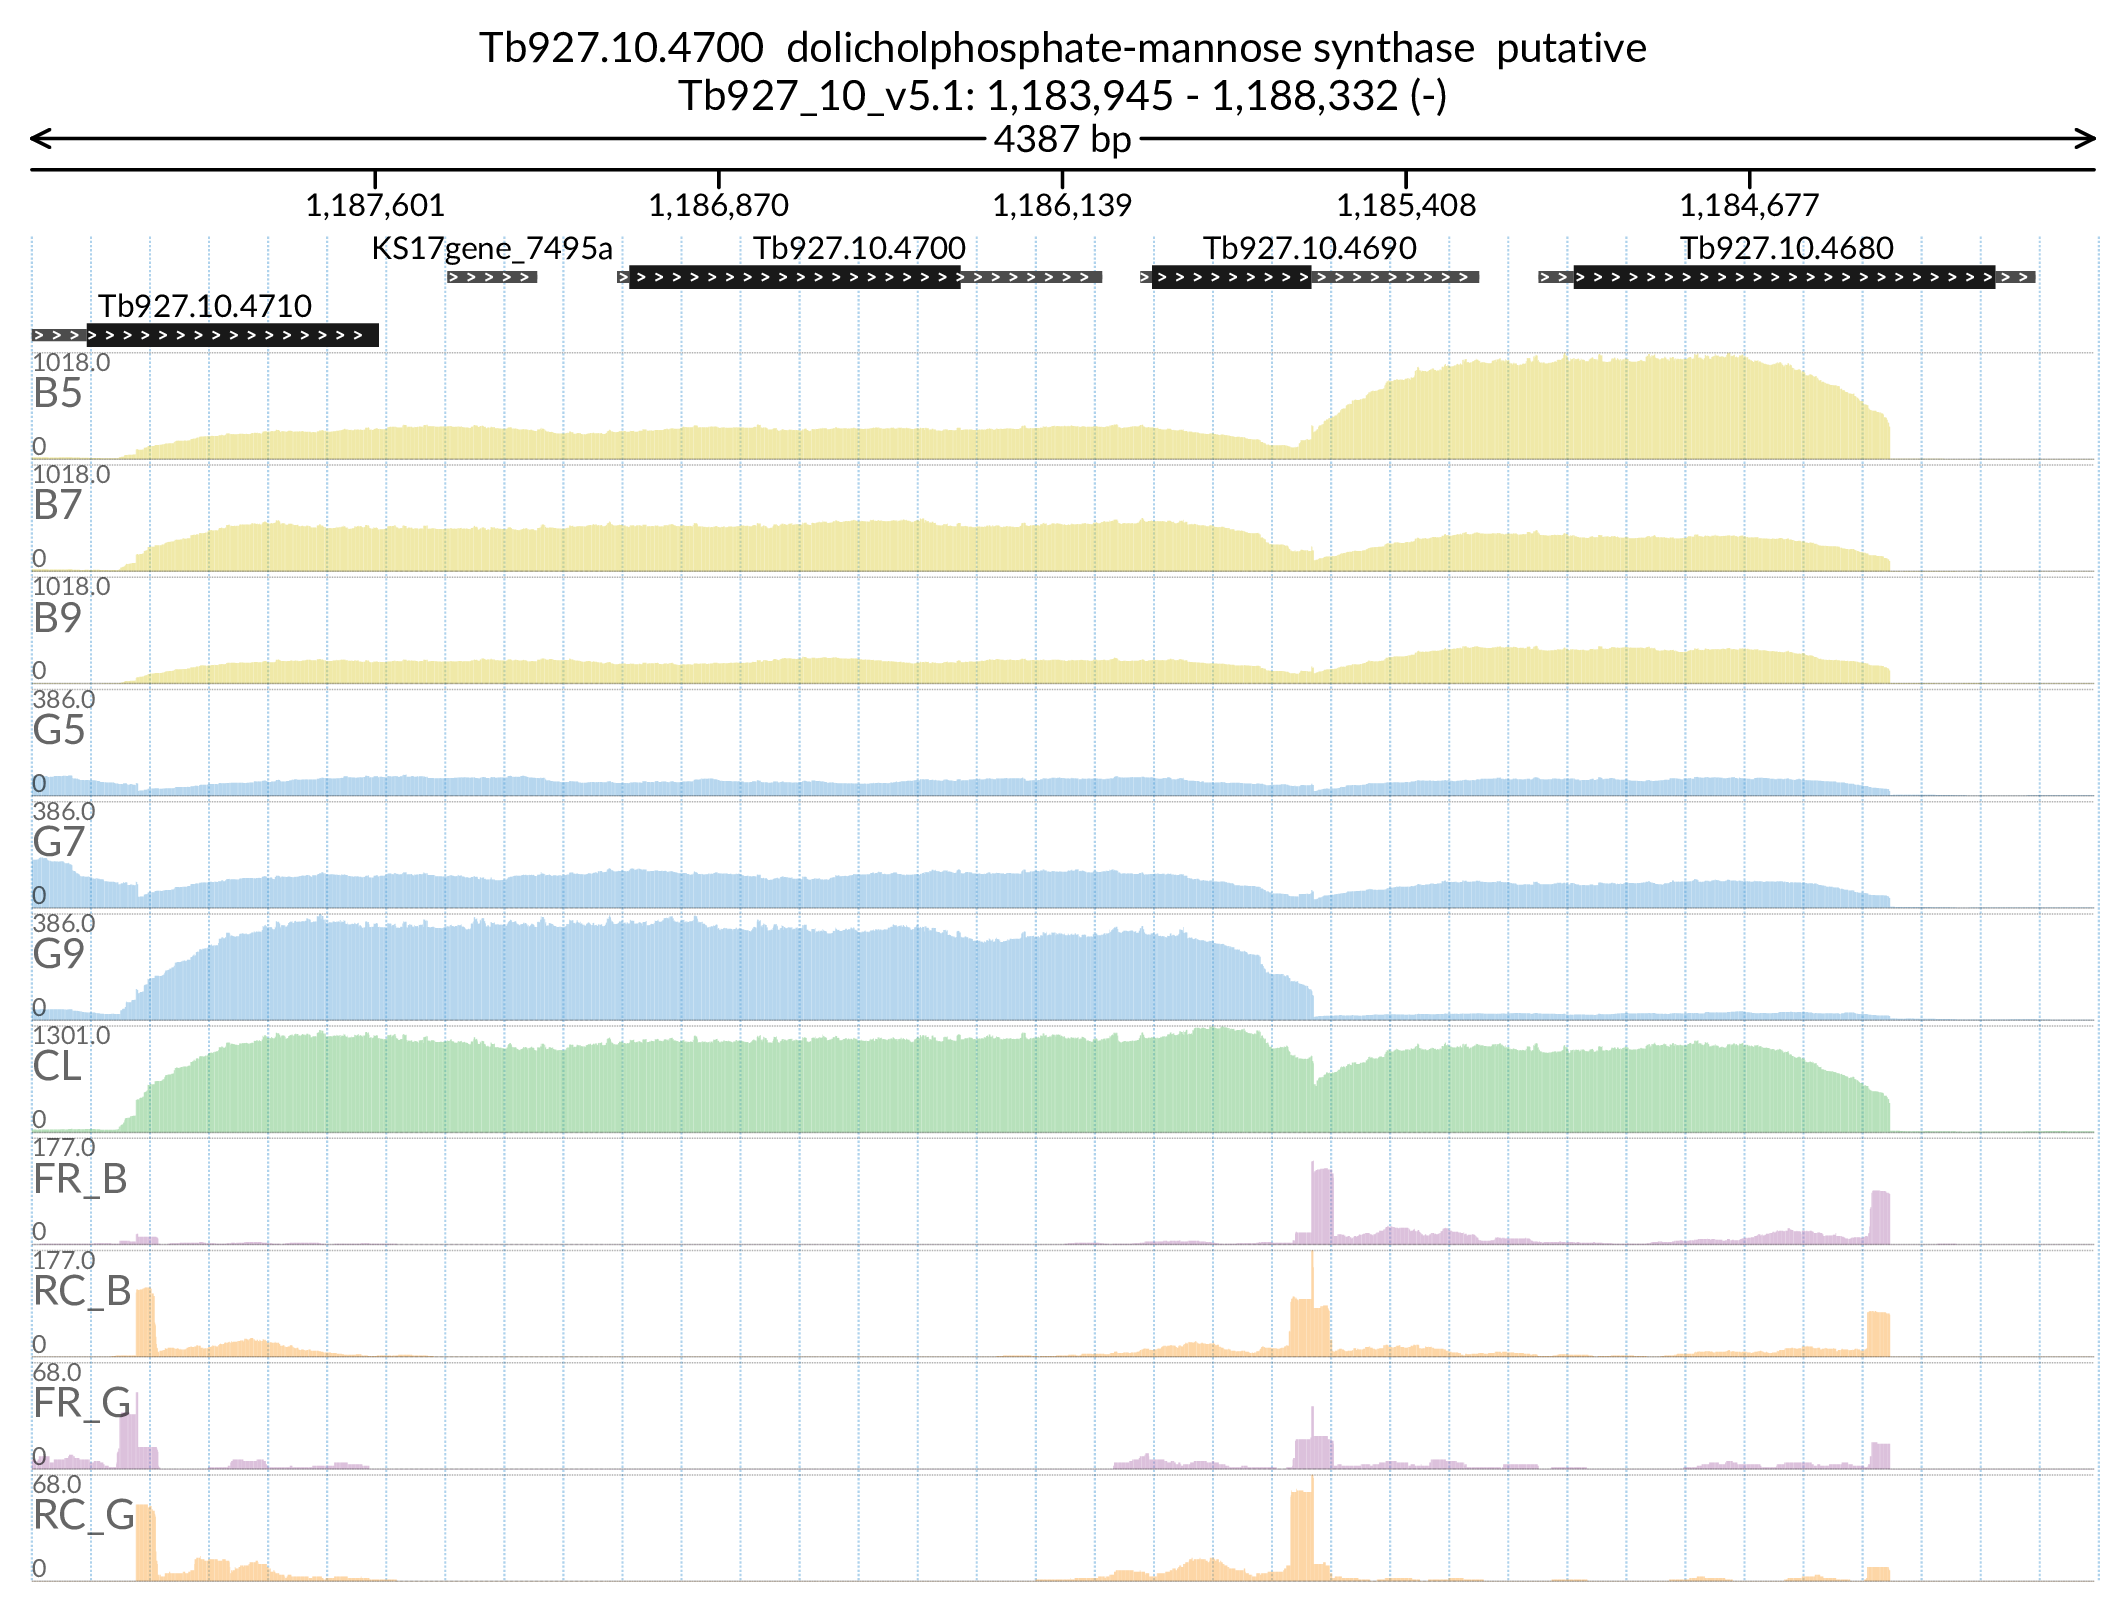 Tb927.10.4700  dolicholphosphate-mannose synthase  putative
Tb927_10_v5.1: 1,183,945 - 1,188,332 (-)
4387 bp
1,187,601 1,186,870 1,186,139 1,185,408 1,184,677
KS17gene_7495a Tb927.10.4700 Tb927.10.4690 Tb927.10.4680
Tb927.10.4710
1018.0
B5
0
1018.0
B7
0
1018.0
B9
0
386.0
G5
0
386.0
G7
0
386.0
G9
0
1301.0
CL
0
177.0
FR_B
0
177.0
RC_B
0
68.0
FR_G
0
68.0
RC_G
0